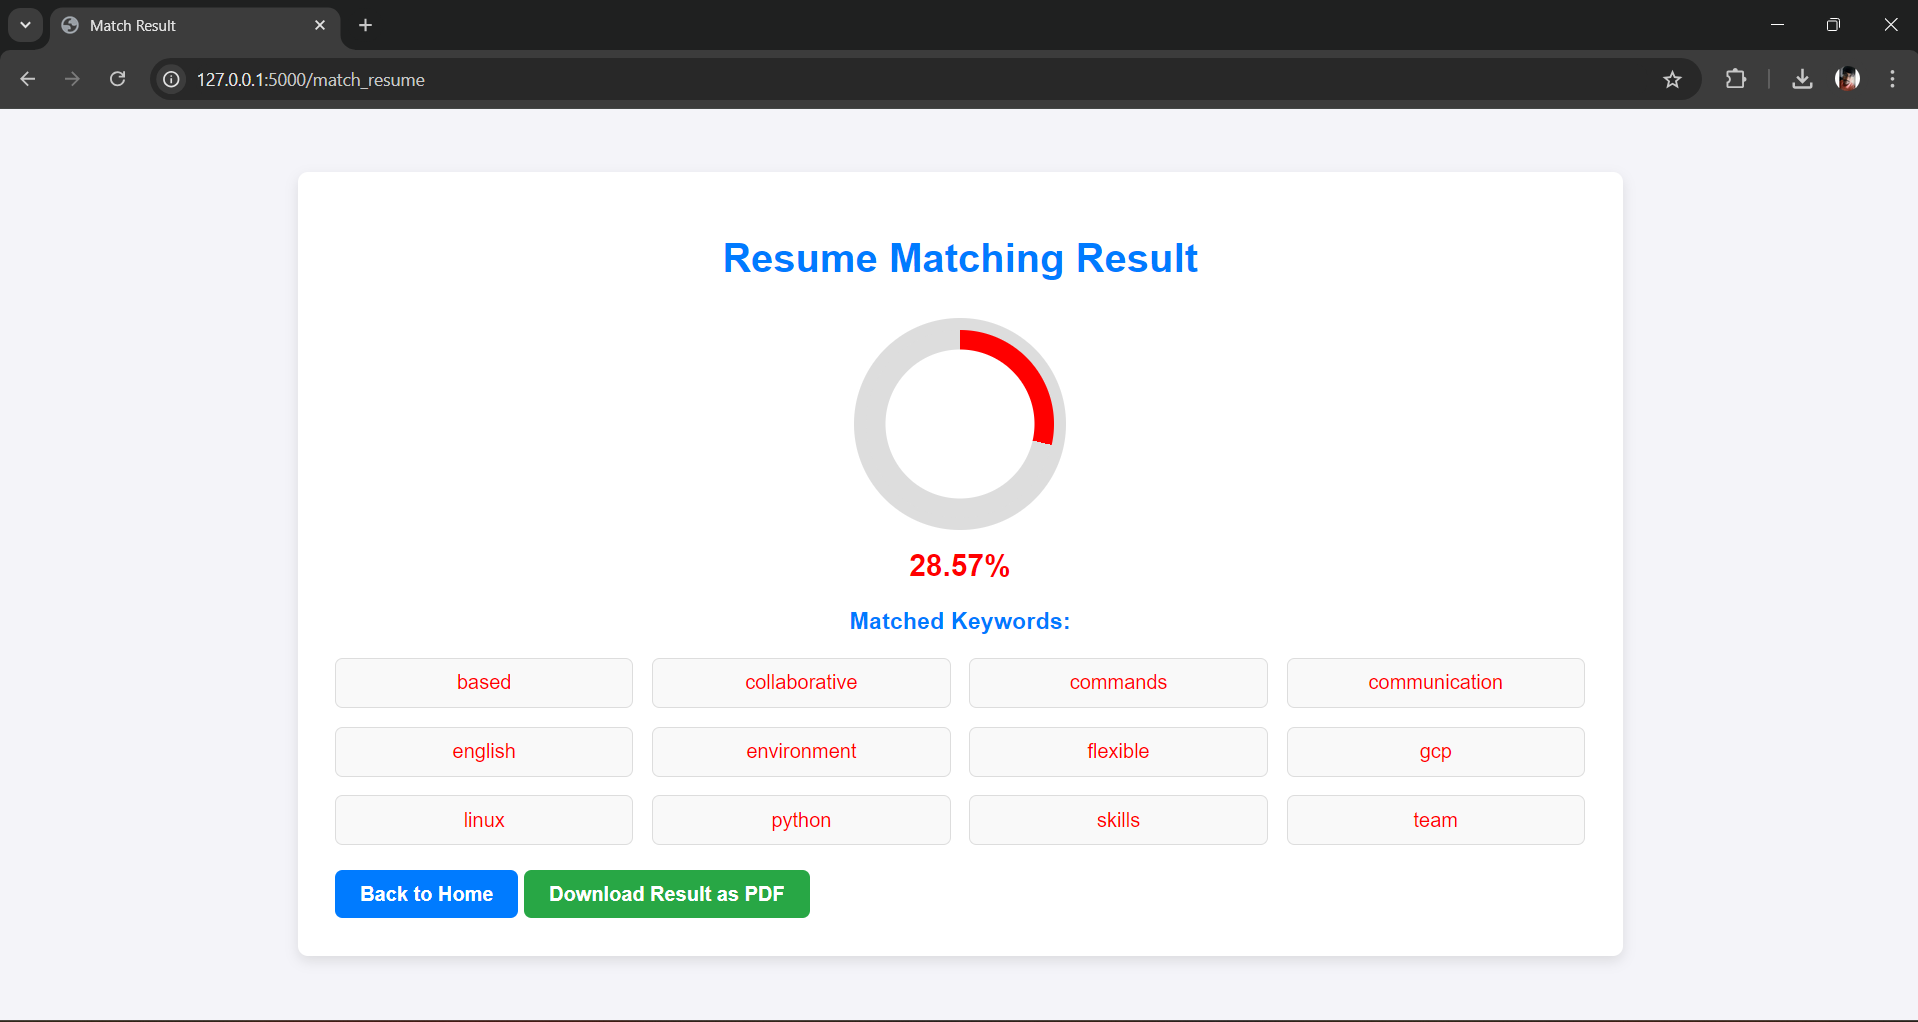 Match Result
127.0.0.1:5000/match_resume
Resume Matching Result
28.57%
Matched Keywords:
based collaborative commands communication
english environment flexible gcp
linux python skills team
Back to Home Download Result as PDF